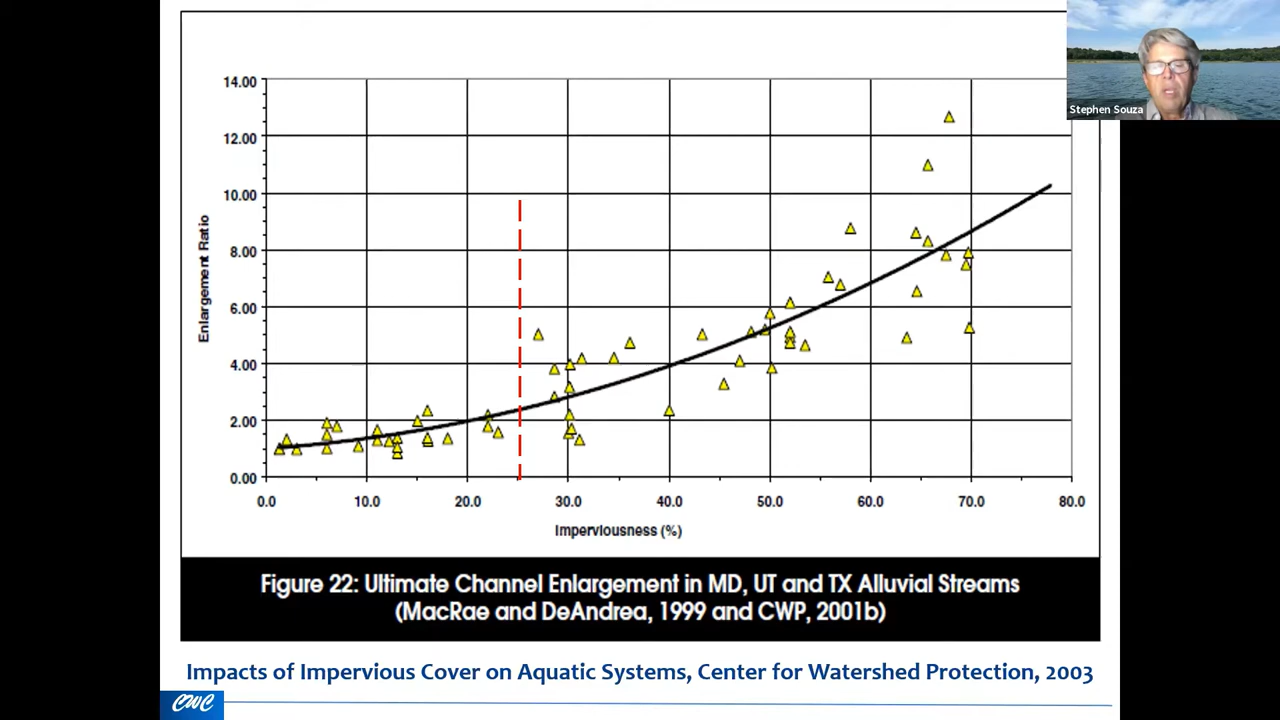 Stephen Souza
14.00
12.00
10.00
8.00
6.00
4.00
2.00
0.00
Enlargement Ratio
0.0 10.0 20.0 30.0 40.0 50.0 60.0 70.0 80.0
Imperviousness (%)
Figure 22: Ultimate Channel Enlargement in MD, UT and TX Alluvial Streams
(MacRae and DeAndrea, 1999 and CWP, 2001b)
Impacts of Impervious Cover on Aquatic Systems, Center for Watershed Protection, 2003
CWC